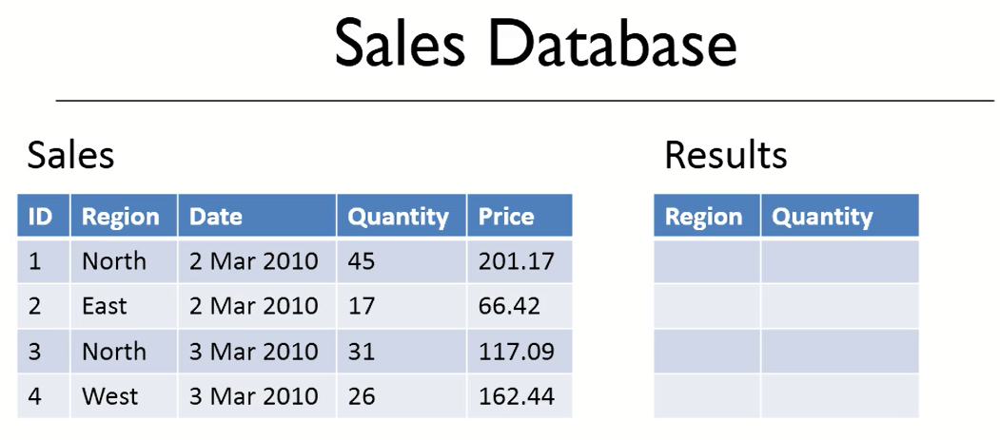 Sales Database
Sales
ID Region Date Quantity Price
1 North 2 Mar 2010 45 201.17
2 East 2 Mar 2010 17 66.42
3 North 3 Mar 2010 31 117.09
4 West 3 Mar 2010 26 162.44
Results
Region Quantity